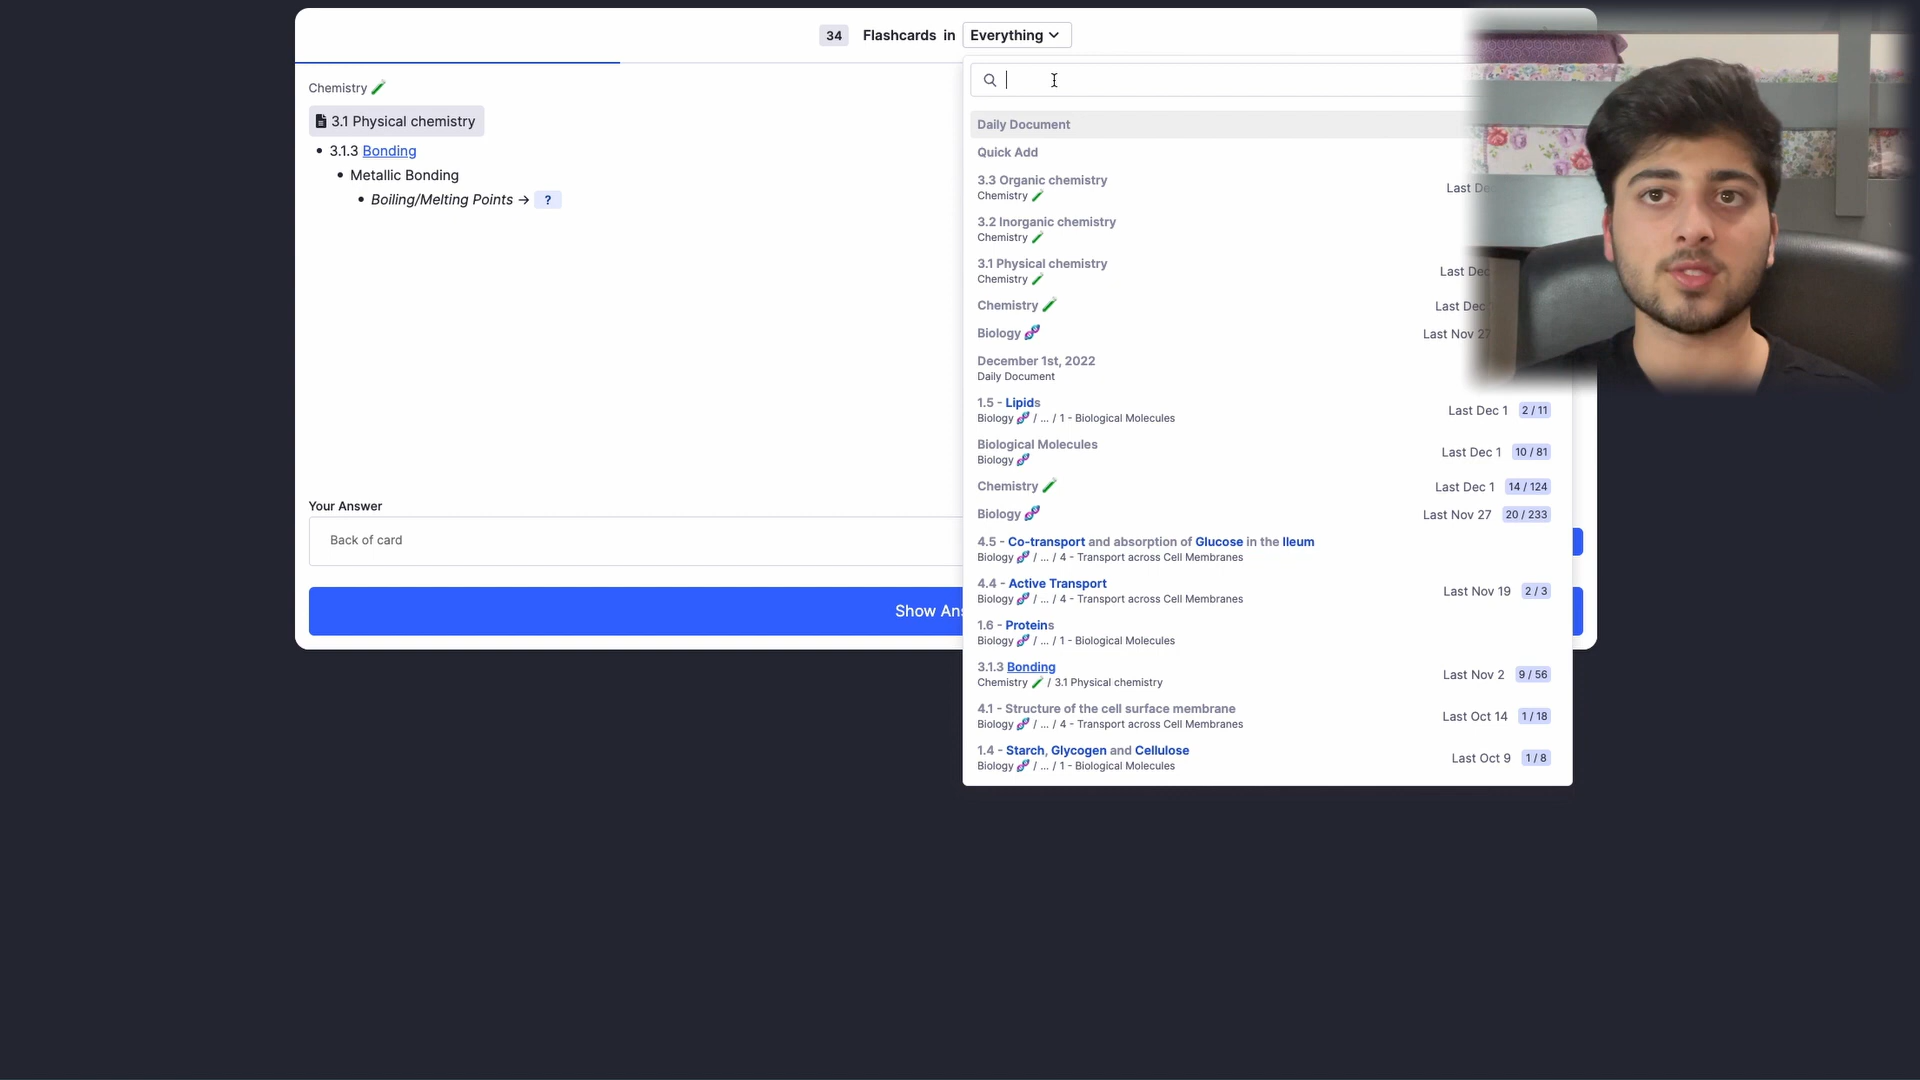 34 Flashcards in Everything
Chemistry
3.1 Physical chemistry
3.1.3 Bonding
Metallic Bonding
Boiling/Melting Points → ?
Your Answer
Back of card
Show
Daily Document
Quick Add
3.3 Organic chemistry
Chemistry
Last
3.2 Inorganic chemistry
Chemistry
3.1 Physical chemistry
Chemistry
Last Dec
Chemistry
Last Dec
Biology
Last Nov 27
December 1st, 2022
Daily Document
1.5 - Lipids
Biology / ... / 1 - Biological Molecules
Last Dec 1 2 / 11
Biological Molecules
Biology
Last Dec 1 10 / 81
Chemistry
Last Dec 1 14 / 124
Biology
Last Nov 27 20 / 233
4.5 - Co-transport and absorption of Glucose in the Ileum
Biology / ... / 4 - Transport across Cell Membranes
4.4 - Active Transport
Biology / ... / 4 - Transport across Cell Membranes
Last Nov 19 2 / 3
1.6 - Proteins
Biology / ... / 1 - Biological Molecules
3.1.3 Bonding
Chemistry / 3.1 Physical chemistry
Last Nov 2 9 / 56
4.1 - Structure of the cell surface membrane
Biology / ... / 4 - Transport across Cell Membranes
Last Oct 14 1 / 18
1.4 - Starch, Glycogen and Cellulose
Biology / ... / 1 - Biological Molecules
Last Oct 9 1 / 8